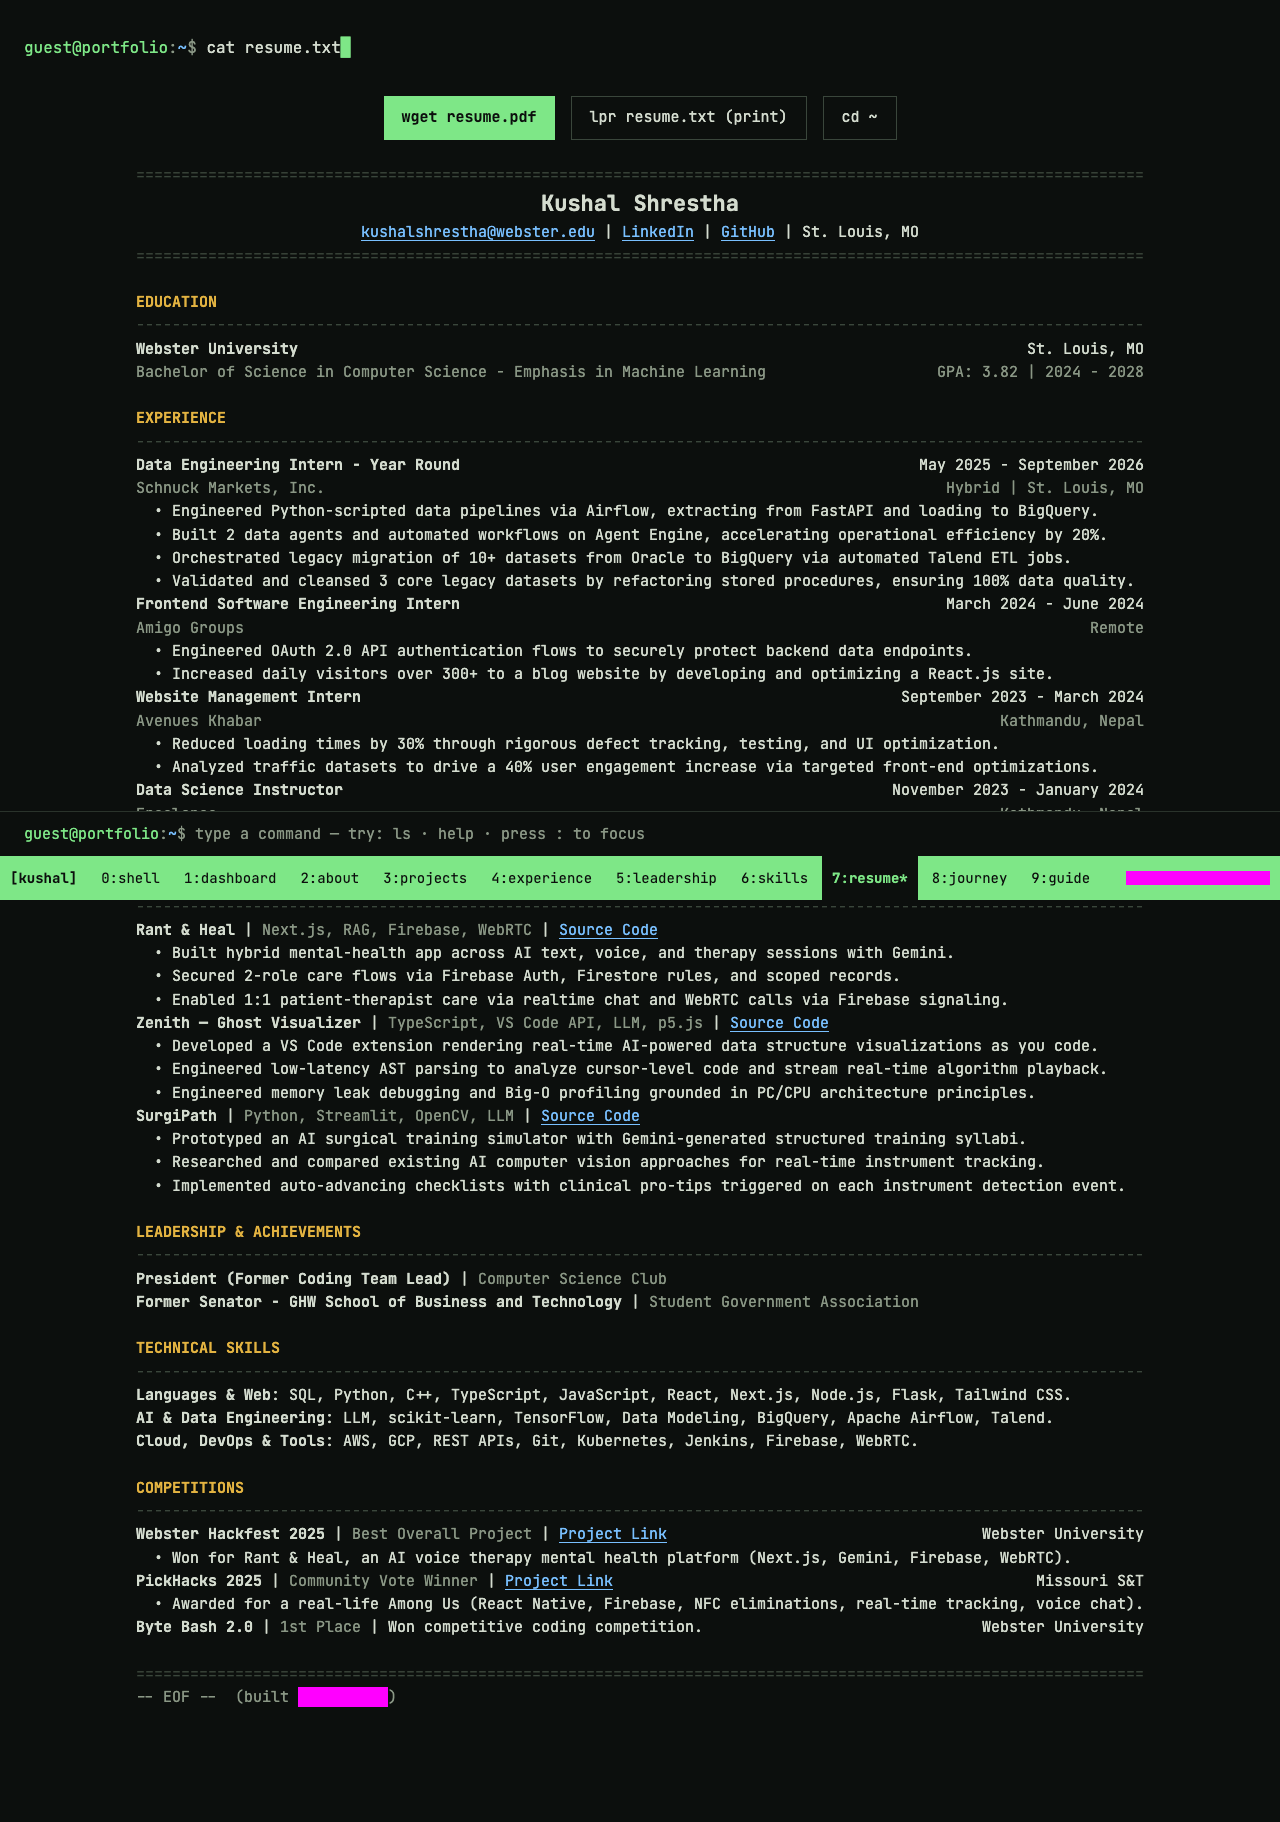 guest@portfolio:~$ cat resume.txt
wget resume.pdf lpr resume.txt (print) cd ~
================================================================================================================
Kushal Shrestha
kushalshrestha@webster.edu | LinkedIn | GitHub | St. Louis, MO
================================================================================================================
EDUCATION
----------------------------------------------------------------------------------------------------------------
Webster University St. Louis, MO
Bachelor of Science in Computer Science - Emphasis in Machine Learning GPA: 3.82 | 2024 - 2028
EXPERIENCE
----------------------------------------------------------------------------------------------------------------
Data Engineering Intern - Year Round May 2025 - September 2026
Schnuck Markets, Inc. Hybrid | St. Louis, MO
• Engineered Python-scripted data pipelines via Airflow, extracting from FastAPI and loading to BigQuery.
• Built 2 data agents and automated workflows on Agent Engine, accelerating operational efficiency by 20%.
• Orchestrated legacy migration of 10+ datasets from Oracle to BigQuery via automated Talend ETL jobs.
• Validated and cleansed 3 core legacy datasets by refactoring stored procedures, ensuring 100% data quality.
Frontend Software Engineering Intern March 2024 - June 2024
Amigo Groups Remote
• Engineered OAuth 2.0 API authentication flows to securely protect backend data endpoints.
• Increased daily visitors over 300+ to a blog website by developing and optimizing a React.js site.
Website Management Intern September 2023 - March 2024
Avenues Khabar Kathmandu, Nepal
• Reduced loading times by 30% through rigorous defect tracking, testing, and UI optimization.
• Analyzed traffic datasets to drive a 40% user engagement increase via targeted front-end optimizations.
Data Science Instructor November 2023 - January 2024
guest@portfolio:~$ type a command — try: ls · help · press : to focus
[kushal] 0:shell 1:dashboard 2:about 3:projects 4:experience 5:leadership 6:skills 7:resume* 8:journey 9:guide
----------------------------------------------------------------------------------------------------------------
Rant & Heal | Next.js, RAG, Firebase, WebRTC | Source Code
• Built hybrid mental-health app across AI text, voice, and therapy sessions with Gemini.
• Secured 2-role care flows via Firebase Auth, Firestore rules, and scoped records.
• Enabled 1:1 patient-therapist care via realtime chat and WebRTC calls via Firebase signaling.
Zenith — Ghost Visualizer | TypeScript, VS Code API, LLM, p5.js | Source Code
• Developed a VS Code extension rendering real-time AI-powered data structure visualizations as you code.
• Engineered low-latency AST parsing to analyze cursor-level code and stream real-time algorithm playback.
• Engineered memory leak debugging and Big-O profiling grounded in PC/CPU architecture principles.
SurgiPath | Python, Streamlit, OpenCV, LLM | Source Code
• Prototyped an AI surgical training simulator with Gemini-generated structured training syllabi.
• Researched and compared existing AI computer vision approaches for real-time instrument tracking.
• Implemented auto-advancing checklists with clinical pro-tips triggered on each instrument detection event.
LEADERSHIP & ACHIEVEMENTS
----------------------------------------------------------------------------------------------------------------
President (Former Coding Team Lead) | Computer Science Club
Former Senator - GHW School of Business and Technology | Student Government Association
TECHNICAL SKILLS
----------------------------------------------------------------------------------------------------------------
Languages & Web: SQL, Python, C++, TypeScript, JavaScript, React, Next.js, Node.js, Flask, Tailwind CSS.
AI & Data Engineering: LLM, scikit-learn, TensorFlow, Data Modeling, BigQuery, Apache Airflow, Talend.
Cloud, DevOps & Tools: AWS, GCP, REST APIs, Git, Kubernetes, Jenkins, Firebase, WebRTC.
COMPETITIONS
----------------------------------------------------------------------------------------------------------------
Webster Hackfest 2025 | Best Overall Project | Project Link Webster University
• Won for Rant & Heal, an AI voice therapy mental health platform (Next.js, Gemini, Firebase, WebRTC).
PickHacks 2025 | Community Vote Winner | Project Link Missouri S&T
• Awarded for a real-life Among Us (React Native, Firebase, NFC eliminations, real-time tracking, voice chat).
Byte Bash 2.0 | 1st Place | Won competitive coding competition. Webster University
================================================================================================================
-- EOF -- (built )